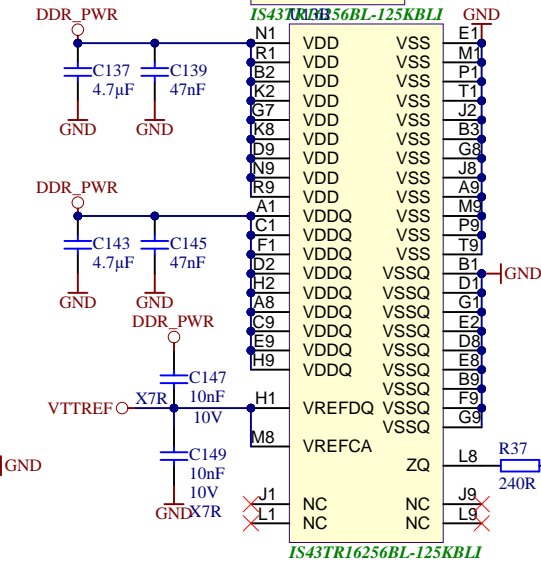 IS43TR16256BL-125KBLI
DDR_PWR
GND
N1 VDD VSS E1
R1 VDD VSS M1
C137 C139 B2 VDD VSS P1
4.7µF 47nF K2 VDD VSS T1
G7 VDD VSS J2
GND GND K8 VDD VSS B3
D9 VDD VSS G8
N9 VDD VSS J8
DDR_PWR R9 VDD VSS A9
A1 VDDQ VSS M9
C1 VDDQ VSS P9
C143 C145 F1 VDDQ VSS T9
4.7µF 47nF D2 VDDQ VSSQ B1 GND
H2 VDDQ VSSQ D1
GND GND A8 VDDQ VSSQ G1
DDR_PWR C9 VDDQ VSSQ E2
E9 VDDQ VSSQ D8
H9 VDDQ VSSQ E8
C147 VSSQ B9
VTTREF X7R 10nF H1 VREFDQ VSSQ F9
10V VSSQ G9
M8 VREFCA
C149 ZQ L8 R37
GND 10nF 240R
10V J1 NC NC J9
GND X7R L1 NC NC L9
IS43TR16256BL-125KBLI